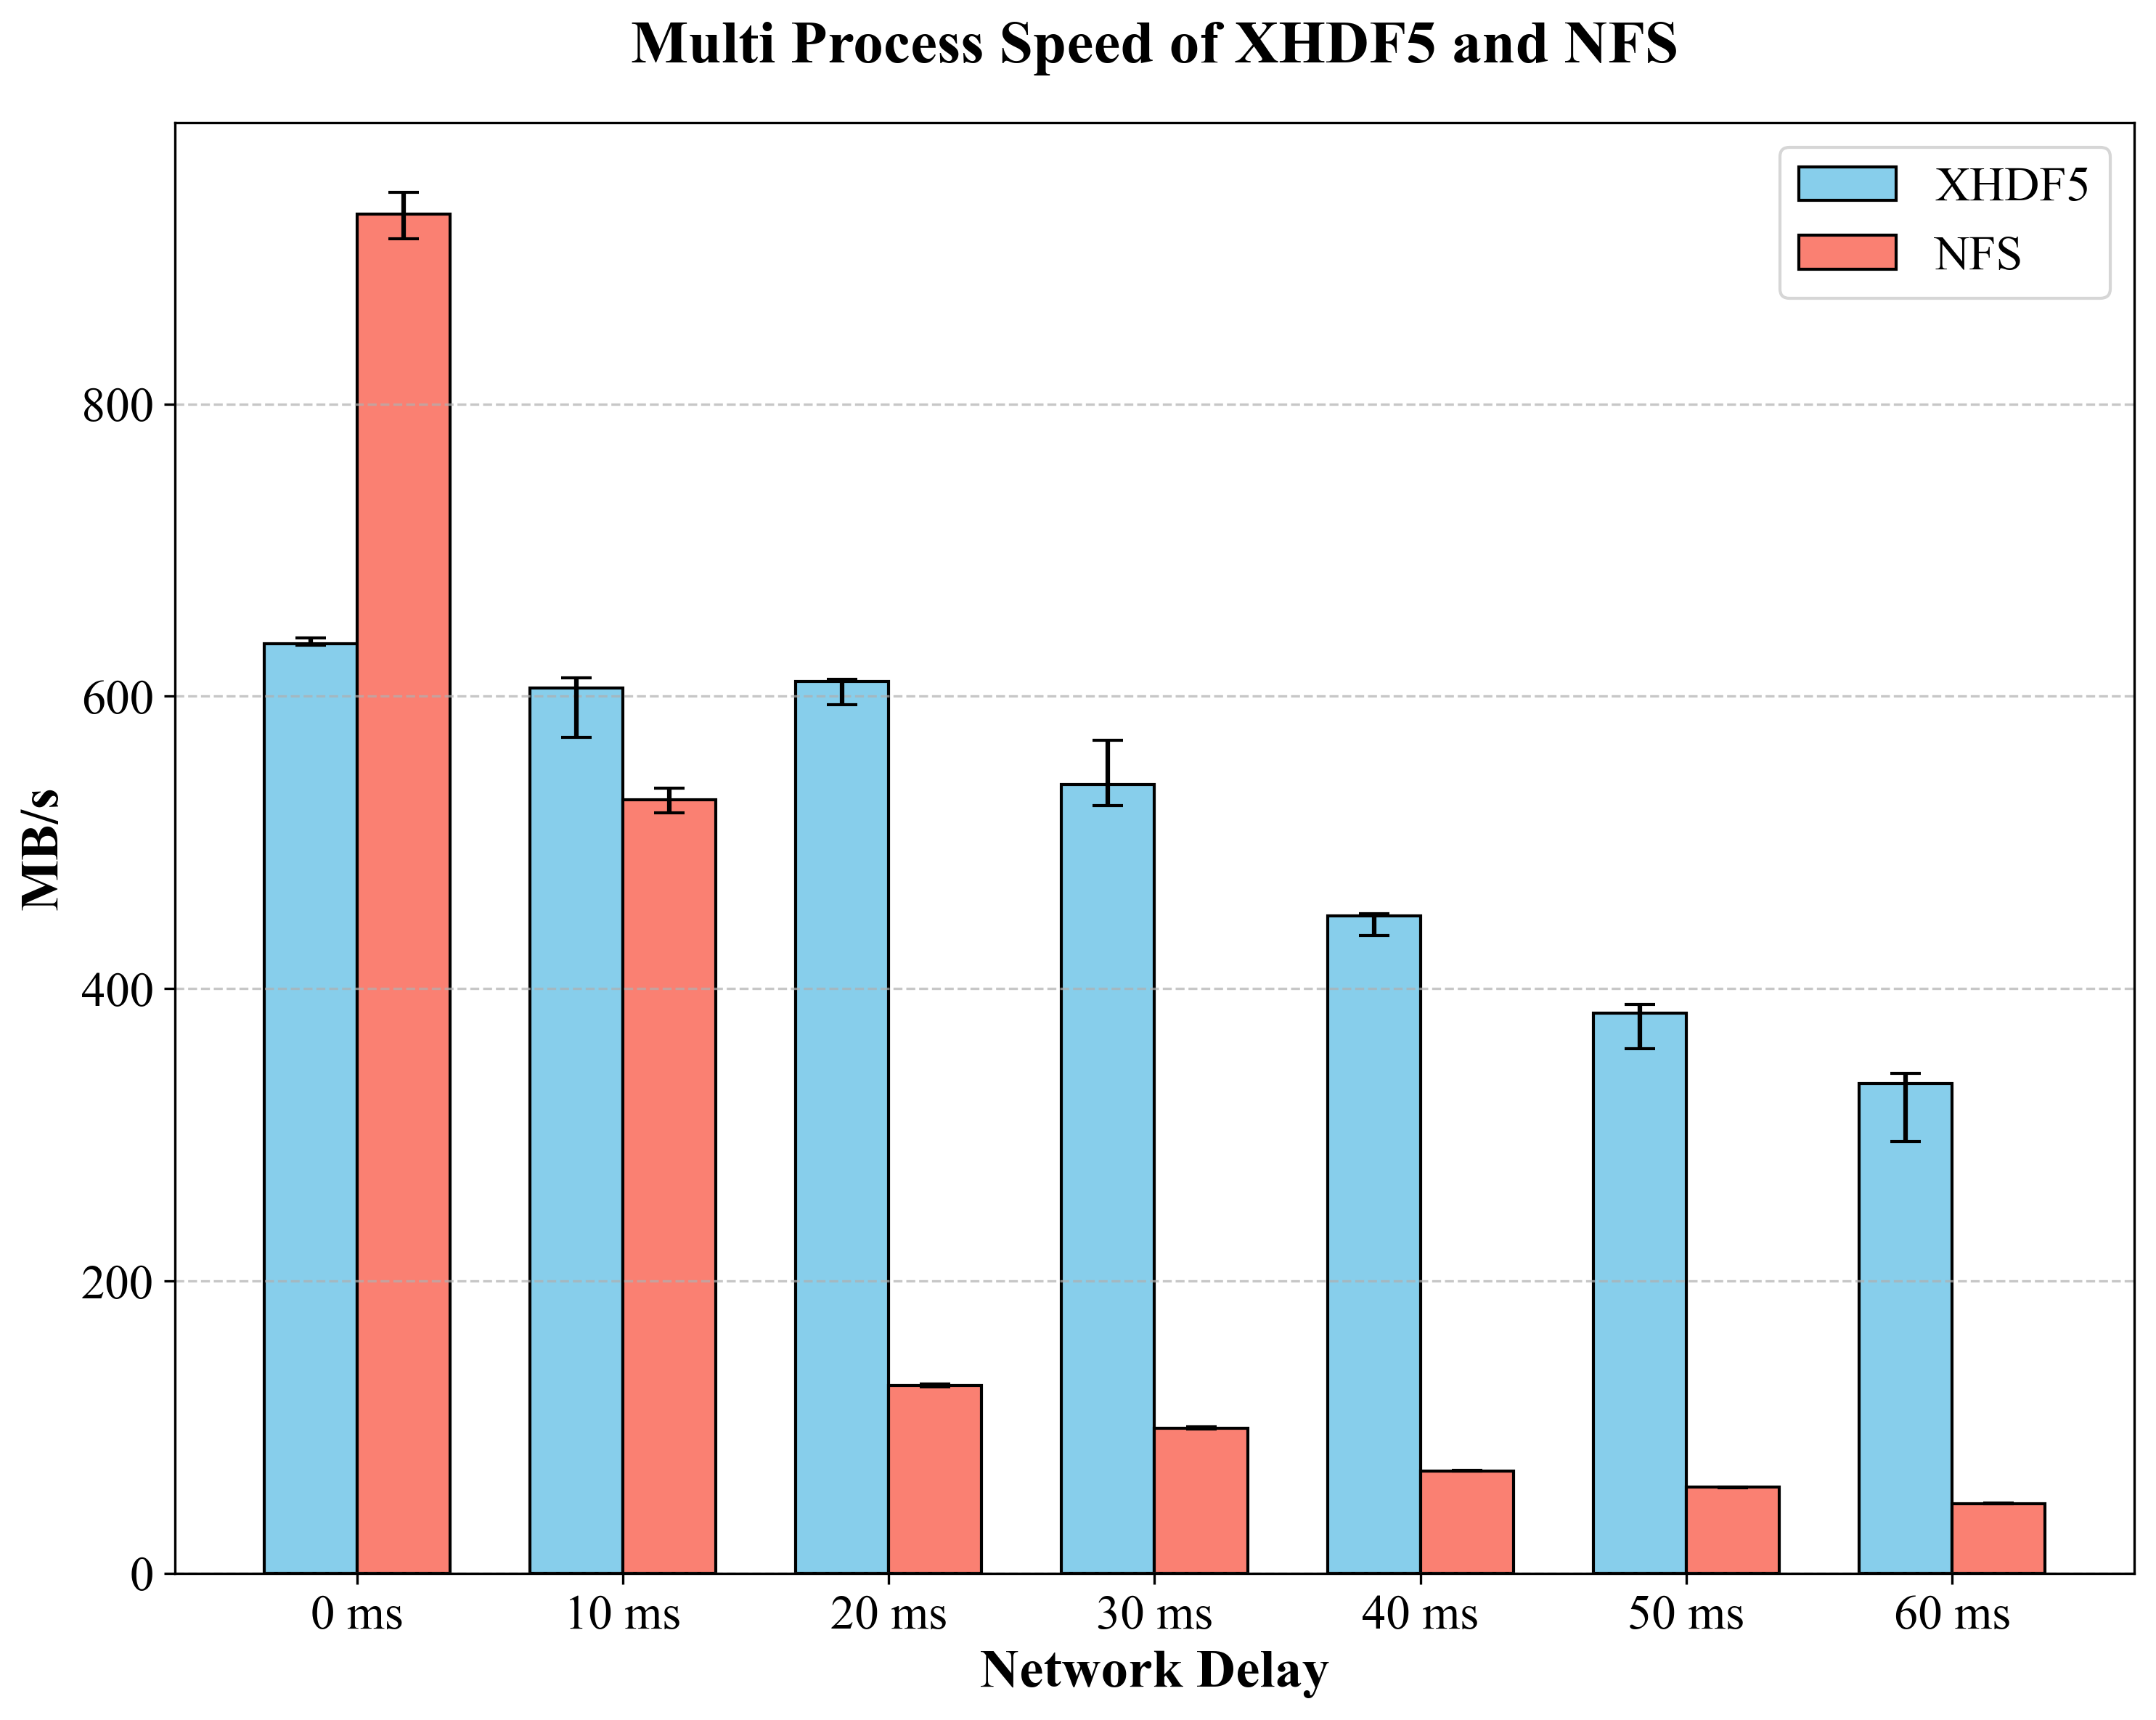 Multi Process Speed of XHDF5 and NFS
XHDF5
NFS
MB/s
800
600
400
200
0
0 ms
10 ms
20 ms
30 ms
40 ms
50 ms
60 ms
Network Delay